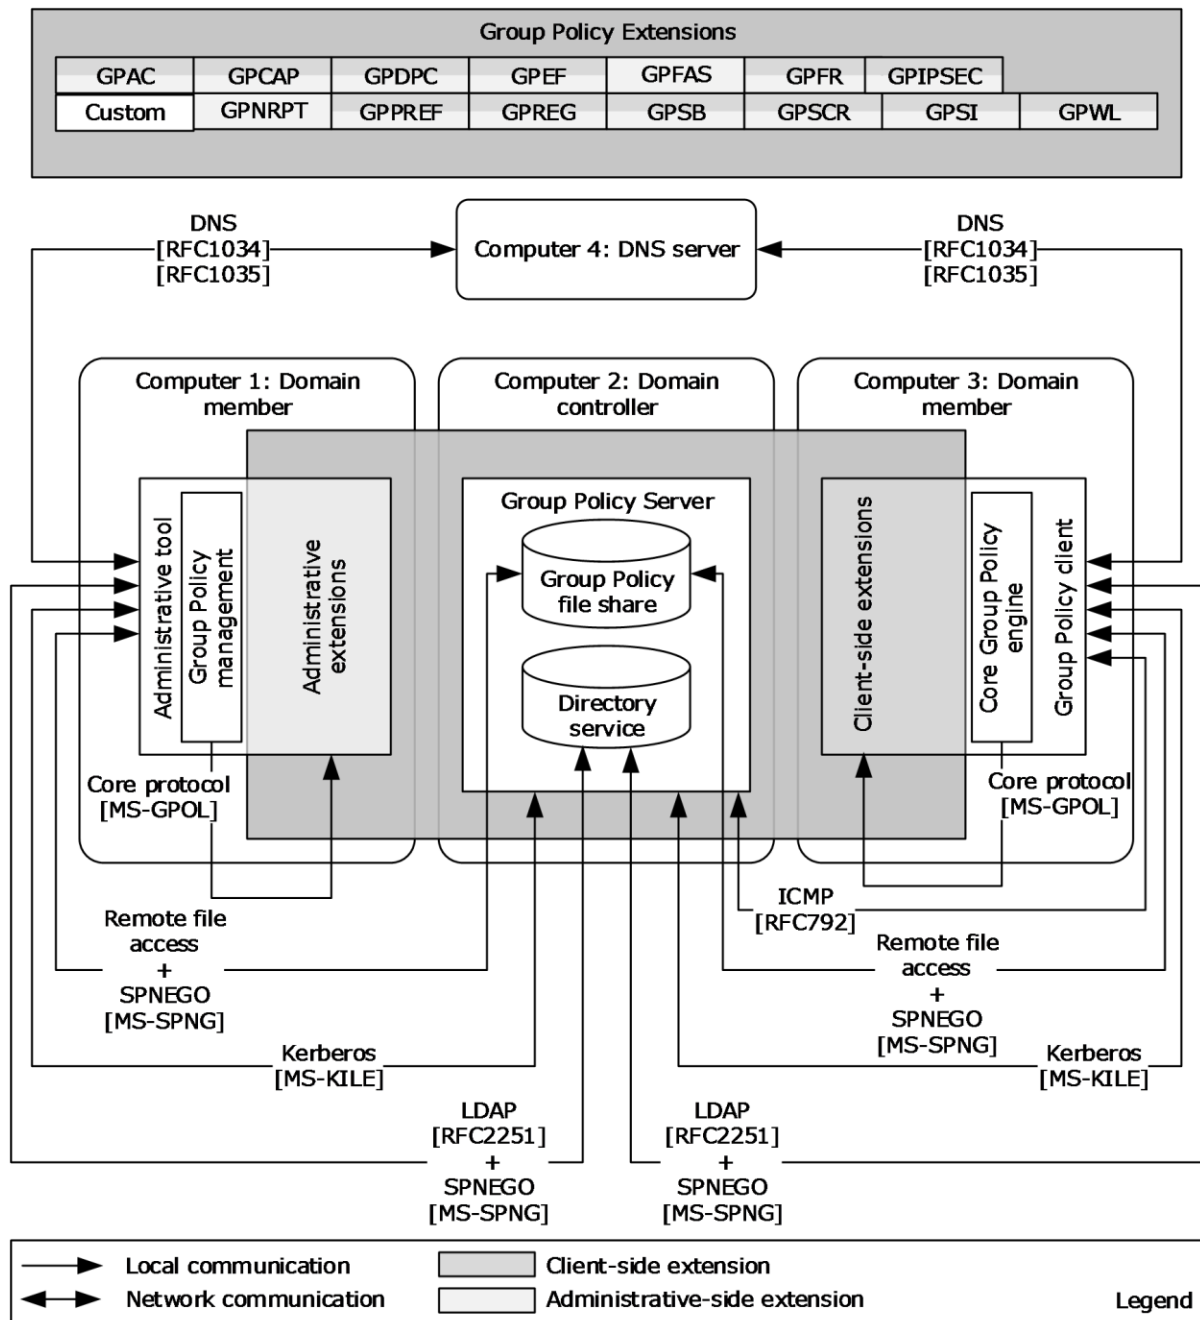 Group Policy Extensions
GPAC GPCAP GPDPC GPEF GPFAS GPFR GPIPSEC
Custom GPNRPT GPPREF GPREG GPSB GPSCR GPSI GPWL
DNS
[RFC1034]
[RFC1035]
Computer 4: DNS server
DNS
[RFC1034]
[RFC1035]
Computer 1: Domain
member
Computer 2: Domain
controller
Computer 3: Domain
member
Administrative tool
Group Policy
management
Administrative
extensions
Group Policy Server
Group Policy
file share
Directory
service
Client-side extensions
Core Group Policy
engine
Group Policy client
Core protocol
[MS-GPOL]
Core protocol
[MS-GPOL]
ICMP
[RFC792]
Remote file
access
+
SPNEGO
[MS-SPNG]
Remote file
access
+
SPNEGO
[MS-SPNG]
Kerberos
[MS-KILE]
Kerberos
[MS-KILE]
LDAP
[RFC2251]
+
SPNEGO
[MS-SPNG]
LDAP
[RFC2251]
+
SPNEGO
[MS-SPNG]
Local communication
Client-side extension
Network communication
Administrative-side extension
Legend